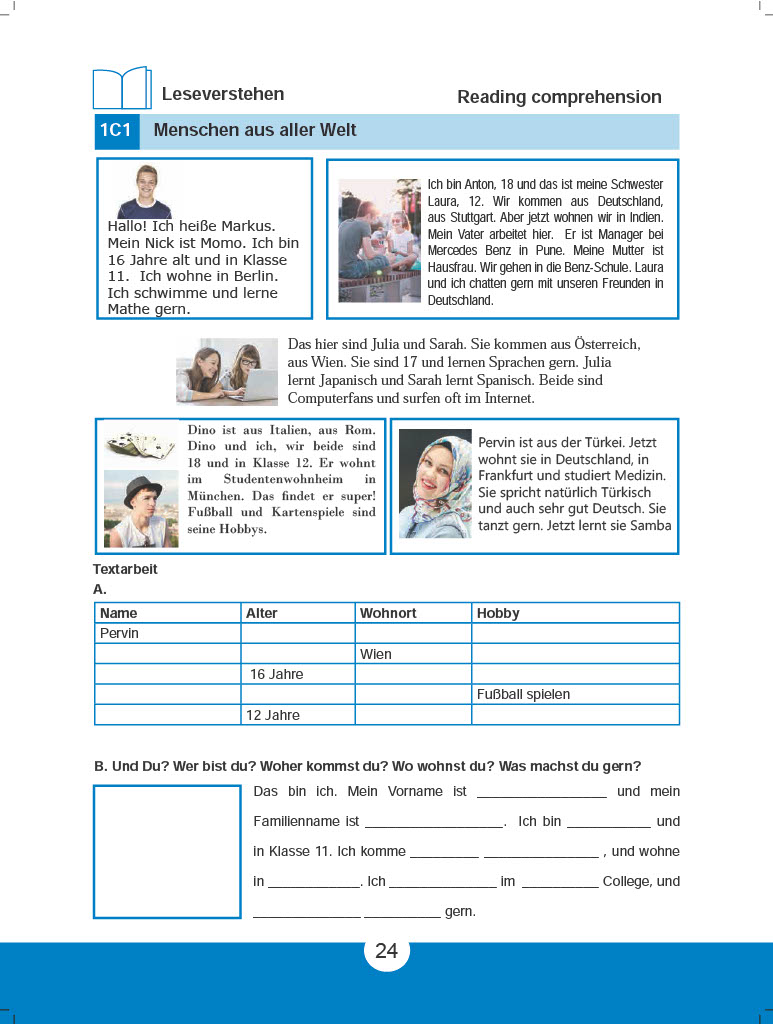 Leseverstehen
Reading comprehension
1C1 Menschen aus aller Welt
Hallo! Ich heiße Markus.
Mein Nick ist Momo. Ich bin
16 Jahre alt und in Klasse
11. Ich wohne in Berlin.
Ich schwimme und lerne
Mathe gern.
Ich bin Anton, 18 und das ist meine Schwester
Laura, 12. Wir kommen aus Deutschland,
aus Stuttgart. Aber jetzt wohnen wir in Indien.
Mein Vater arbeitet hier. Er ist Manager bei
Mercedes Benz in Pune. Meine Mutter ist
Hausfrau. Wir gehen in die Benz-Schule. Laura
und ich chatten gern mit unseren Freunden in
Deutschland.
Das hier sind Julia und Sarah. Sie kommen aus Österreich,
aus Wien. Sie sind 17 und lernen Sprachen gern. Julia
lernt Japanisch und Sarah lernt Spanisch. Beide sind
Computerfans und surfen oft im Internet.
Dino ist aus Italien, aus Rom.
Dino und ich, wir beide sind
18 und in Klasse 12. Er wohnt
im Studentenwohnheim in
München. Das findet er super!
Fußball und Kartenspiele sind
seine Hobbys.
Pervin ist aus der Türkei. Jetzt
wohnt sie in Deutschland, in
Frankfurt und studiert Medizin.
Sie spricht natürlich Türkisch
und auch sehr gut Deutsch. Sie
tanzt gern. Jetzt lernt sie Samba
Textarbeit
A.
Name Alter Wohnort Hobby
Pervin
Wien
16 Jahre
Fußball spielen
12 Jahre
B. Und Du? Wer bist du? Woher kommst du? Wo wohnst du? Was machst du gern?
Das bin ich. Mein Vorname ist _________________ und mein
Familienname ist __________________. Ich bin ___________ und
in Klasse 11. Ich komme _________ _______________ , und wohne
in ____________. Ich ______________ im __________ College, und
______________ __________ gern.
24